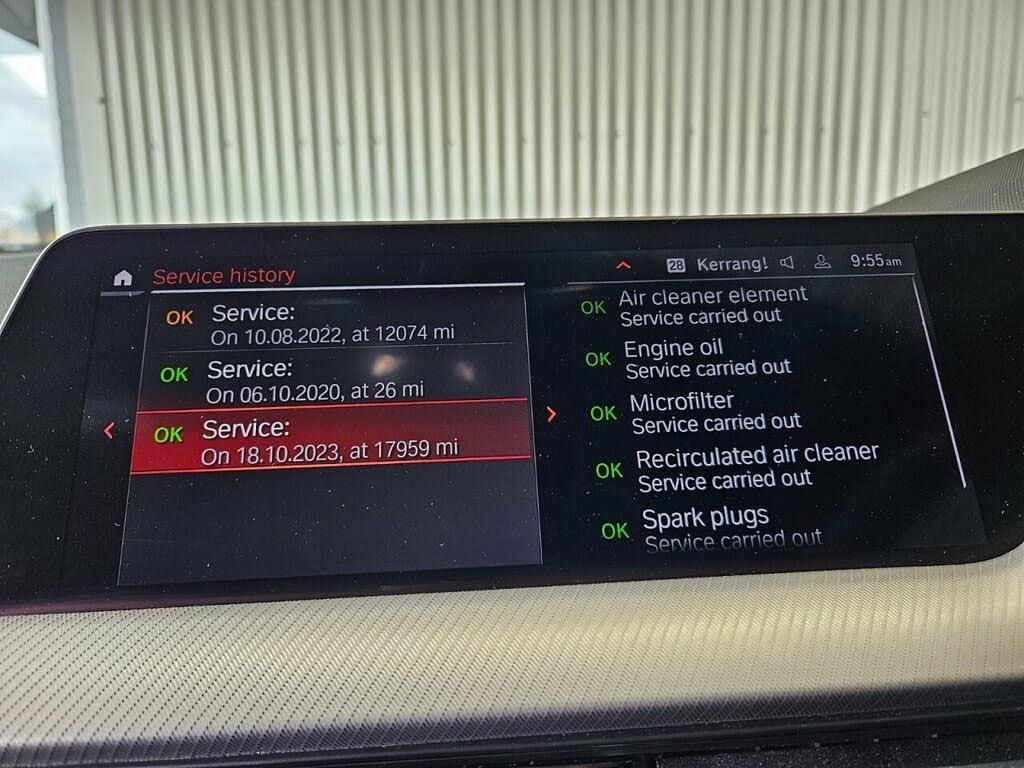 Service history
28 Kerrang! 9:55am
OK Service:
On 10.08.2022, at 12074 mi
OK Service:
On 06.10.2020, at 26 mi
OK Service:
On 18.10.2023, at 17959 mi
OK Air cleaner element
Service carried out
OK Engine oil
Service carried out
OK Microfilter
Service carried out
OK Recirculated air cleaner
Service carried out
OK Spark plugs
Service carried out